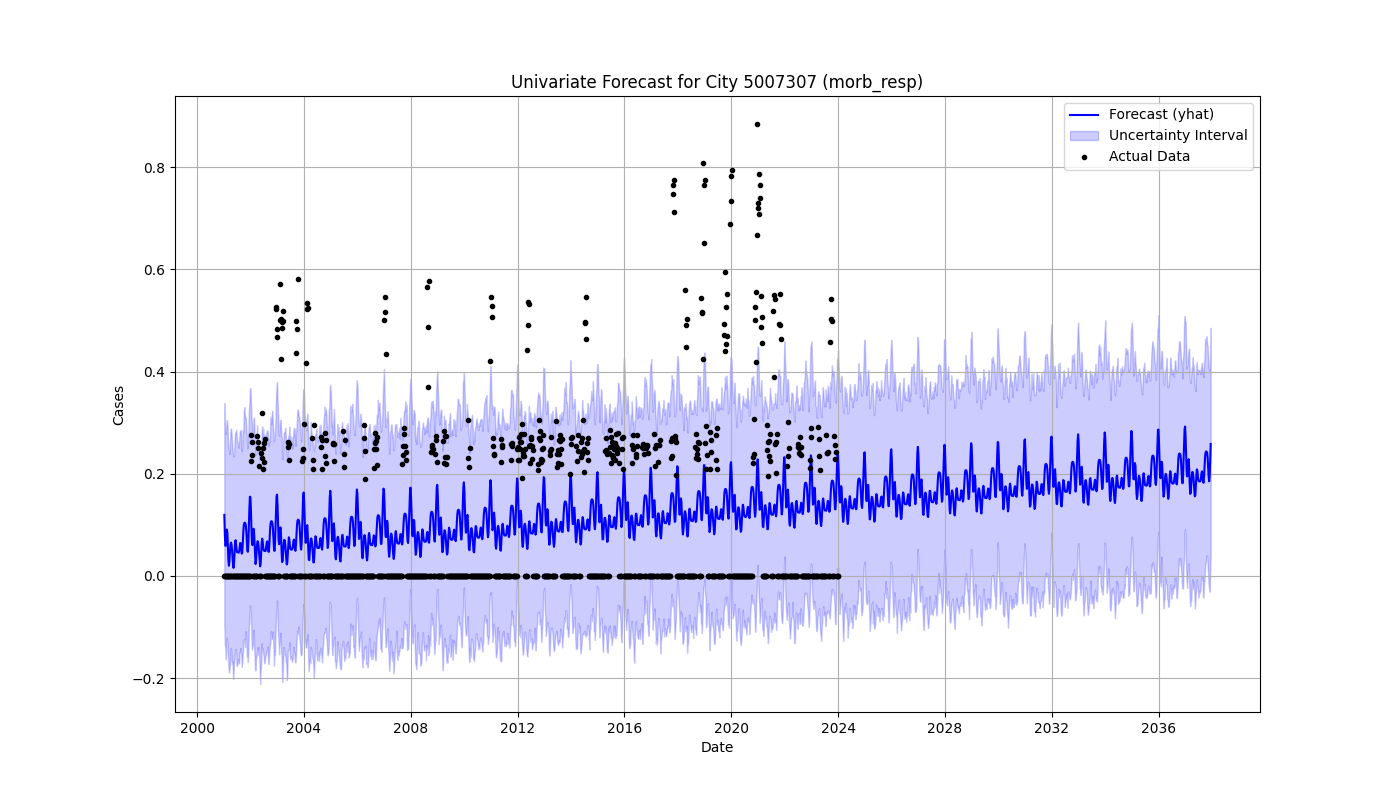 Univariate Forecast for City 5007307 (morb_resp)
Forecast (yhat)
Uncertainty Interval
Actual Data
Cases
0.8
0.6
0.4
0.2
0.0
−0.2
2000 2004 2008 2012 2016 2020 2024 2028 2032 2036
Date